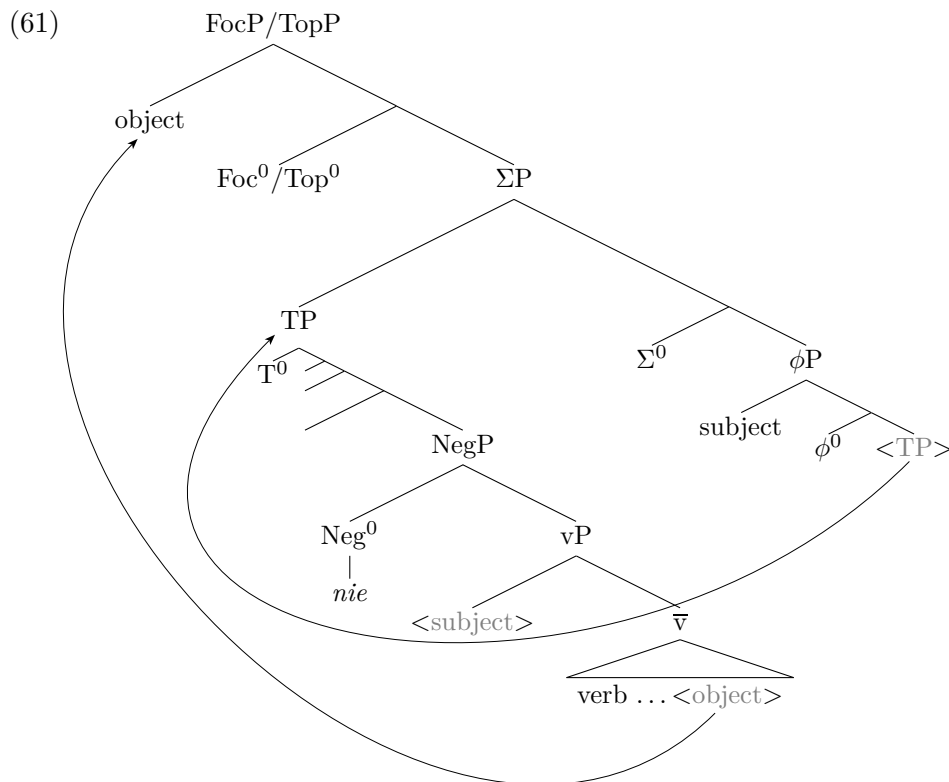 (61)
FocP/TopP
object
Foc⁰/Top⁰
ΣP
TP
Σ⁰
ϕP
T⁰
subject
ϕ⁰
<TP>
NegP
Neg⁰
vP
nie
<subject>
v̅
verb … <object>